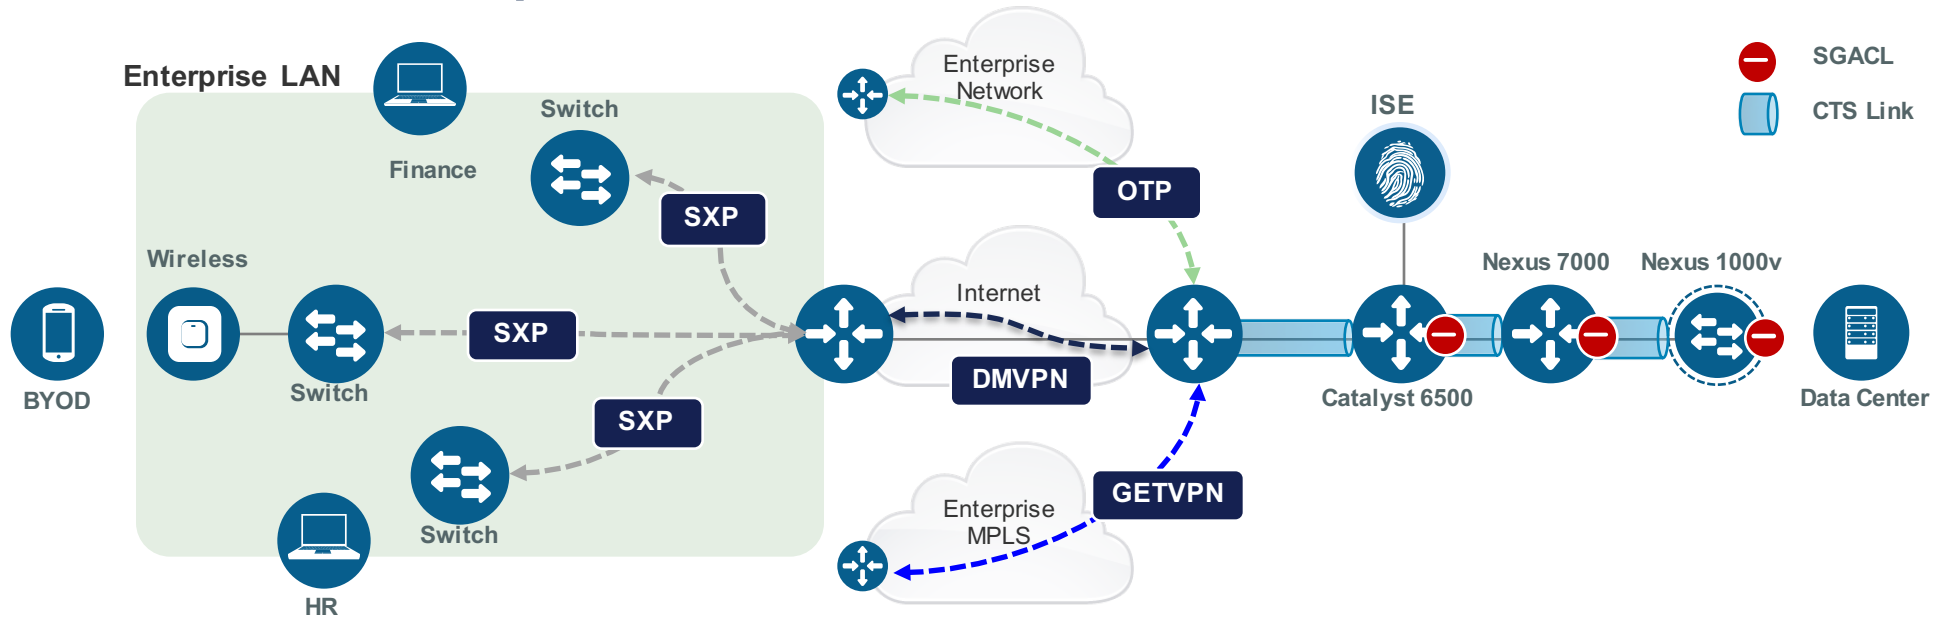 Enterprise LAN
Finance
Switch
SXP
Wireless
BYOD
Switch
SXP
SXP
Switch
HR
Enterprise
Network
OTP
Internet
DMVPN
Enterprise
MPLS
GETVPN
ISE
Catalyst 6500
Nexus 7000
Nexus 1000v
Data Center
SGACL
CTS Link